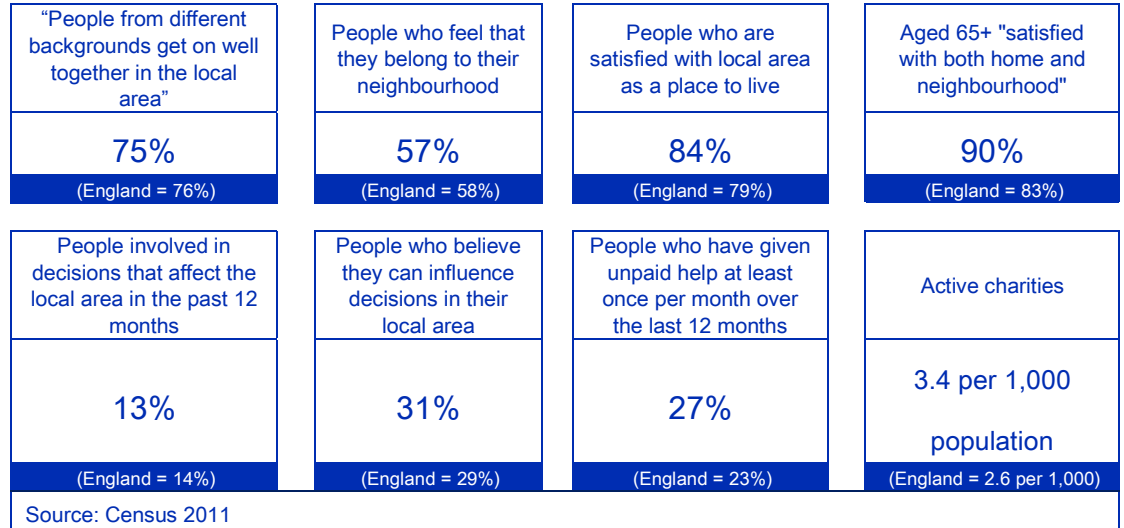 “People from different
backgrounds get on well
together in the local
area”
75%
(England = 76%)
People who feel that
they belong to their
neighbourhood
57%
(England = 58%)
People who are
satisfied with local area
as a place to live
84%
(England = 79%)
Aged 65+ "satisfied
with both home and
neighbourhood"
90%
(England = 83%)
People involved in
decisions that affect the
local area in the past 12
months
13%
(England = 14%)
People who believe
they can influence
decisions in their
local area
31%
(England = 29%)
People who have given
unpaid help at least
once per month over
the last 12 months
27%
(England = 23%)
Active charities
3.4 per 1,000
population
(England = 2.6 per 1,000)
Source: Census 2011